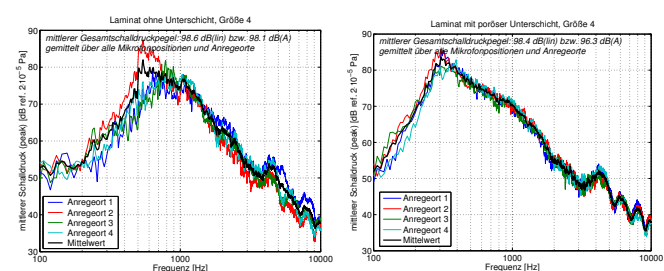 Laminat ohne Unterschicht, Größe 4
mittlerer Gesamtschalldruckpegel: 98.6 dB(lin) bzw. 98.1 dB(A)
gemittelt über alle Mikrofonpositionen und Anregeorte
mittlerer Schalldruck (peak) [dB ref. 2·10⁻⁵ Pa]
90
80
70
60
50
40
30
Anregeort 1
Anregeort 2
Anregeort 3
Anregeort 4
Mittelwert
100
1000
10000
Frequenz [Hz]
Laminat mit poröser Unterschicht, Größe 4
mittlerer Gesamtschalldruckpegel: 98.4 dB(lin) bzw. 96.3 dB(A)
gemittelt über alle Mikrofonpositionen und Anregeorte
mittlerer Schalldruck (peak) [dB ref. 2·10⁻⁵ Pa]
90
80
70
60
50
40
30
Anregeort 1
Anregeort 2
Anregeort 3
Anregeort 4
Mittelwert
100
1000
10000
Frequenz [Hz]